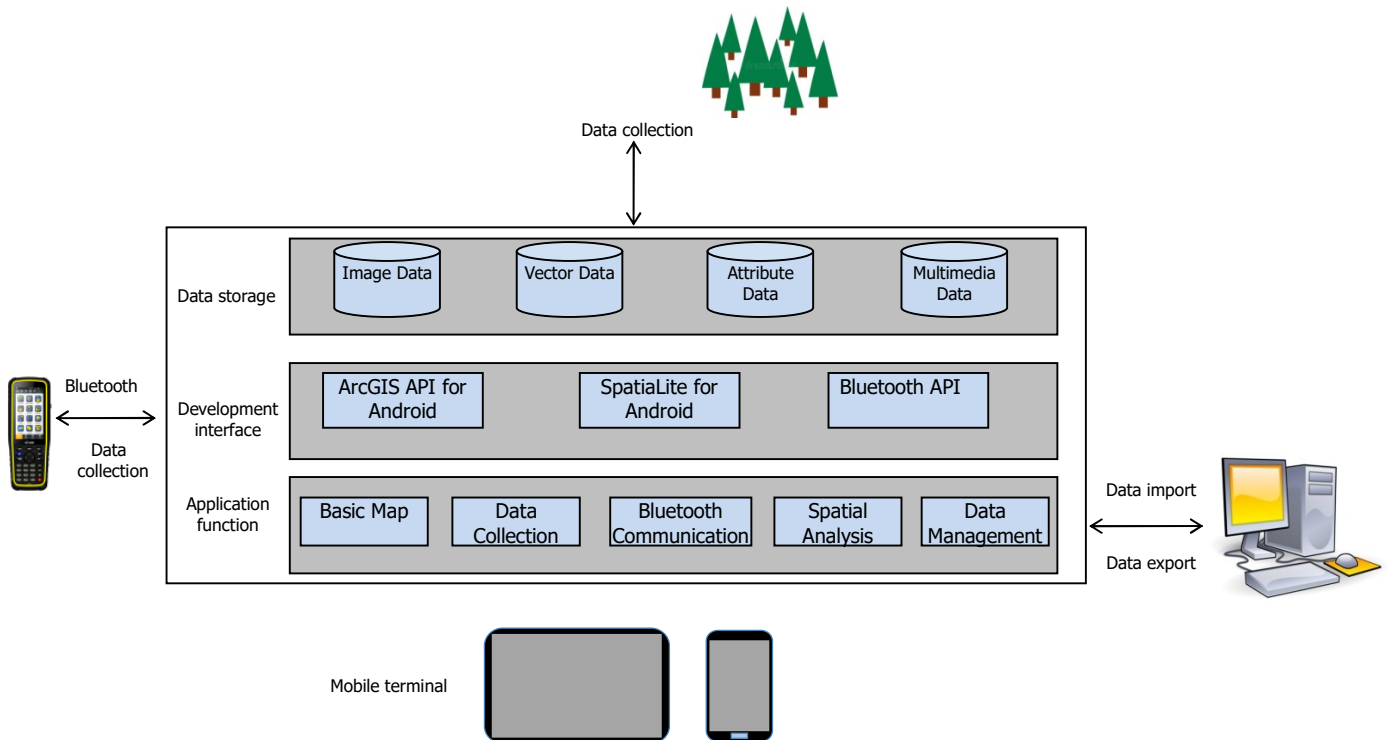 Data collection
Image Data
Vector Data
Attribute
Data
Multimedia
Data
Data storage
ArcGIS API for
Android
SpatiaLite for
Android
Bluetooth API
Development
interface
Bluetooth
Data
collection
Application
function
Basic Map
Data
Collection
Bluetooth
Communication
Spatial
Analysis
Data
Management
Data import
Data export
Mobile terminal